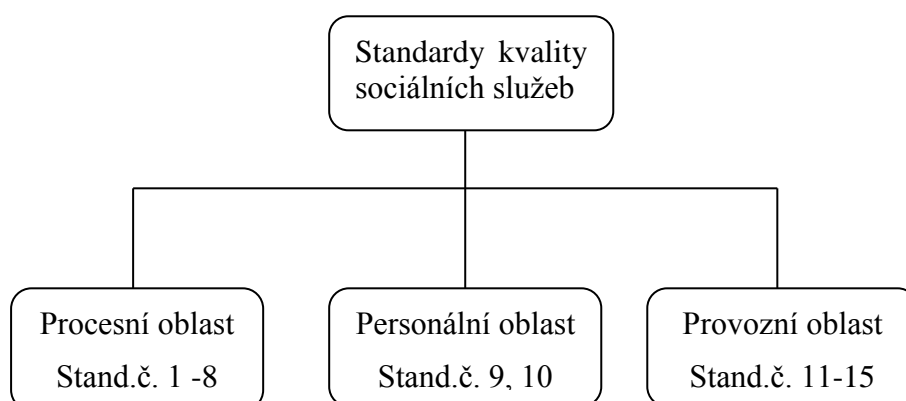 Standardy kvality
sociálních služeb
Procesní oblast
Stand.č. 1 -8
Personální oblast
Stand.č. 9, 10
Provozní oblast
Stand.č. 11-15